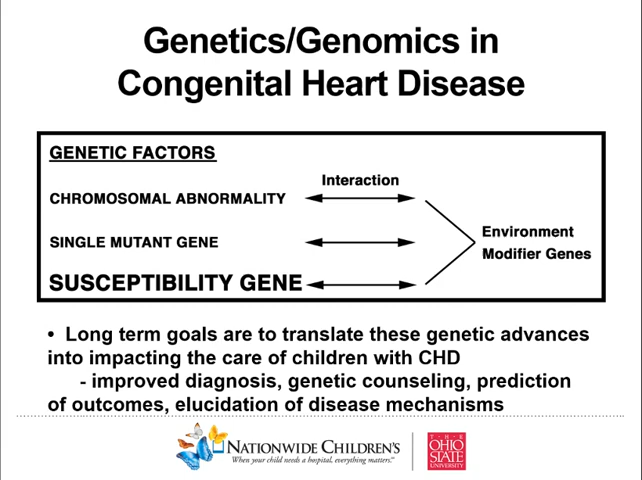 Genetics/Genomics in
Congenital Heart Disease
GENETIC FACTORS
Interaction
CHROMOSOMAL ABNORMALITY
Environment
SINGLE MUTANT GENE
Modifier Genes
SUSCEPTIBILITY GENE
• Long term goals are to translate these genetic advances
into impacting the care of children with CHD
- improved diagnosis, genetic counseling, prediction
of outcomes, elucidation of disease mechanisms
NATIONWIDE CHILDREN'S
When your child needs a hospital, everything matters.™
THE
OHIO
STATE
UNIVERSITY